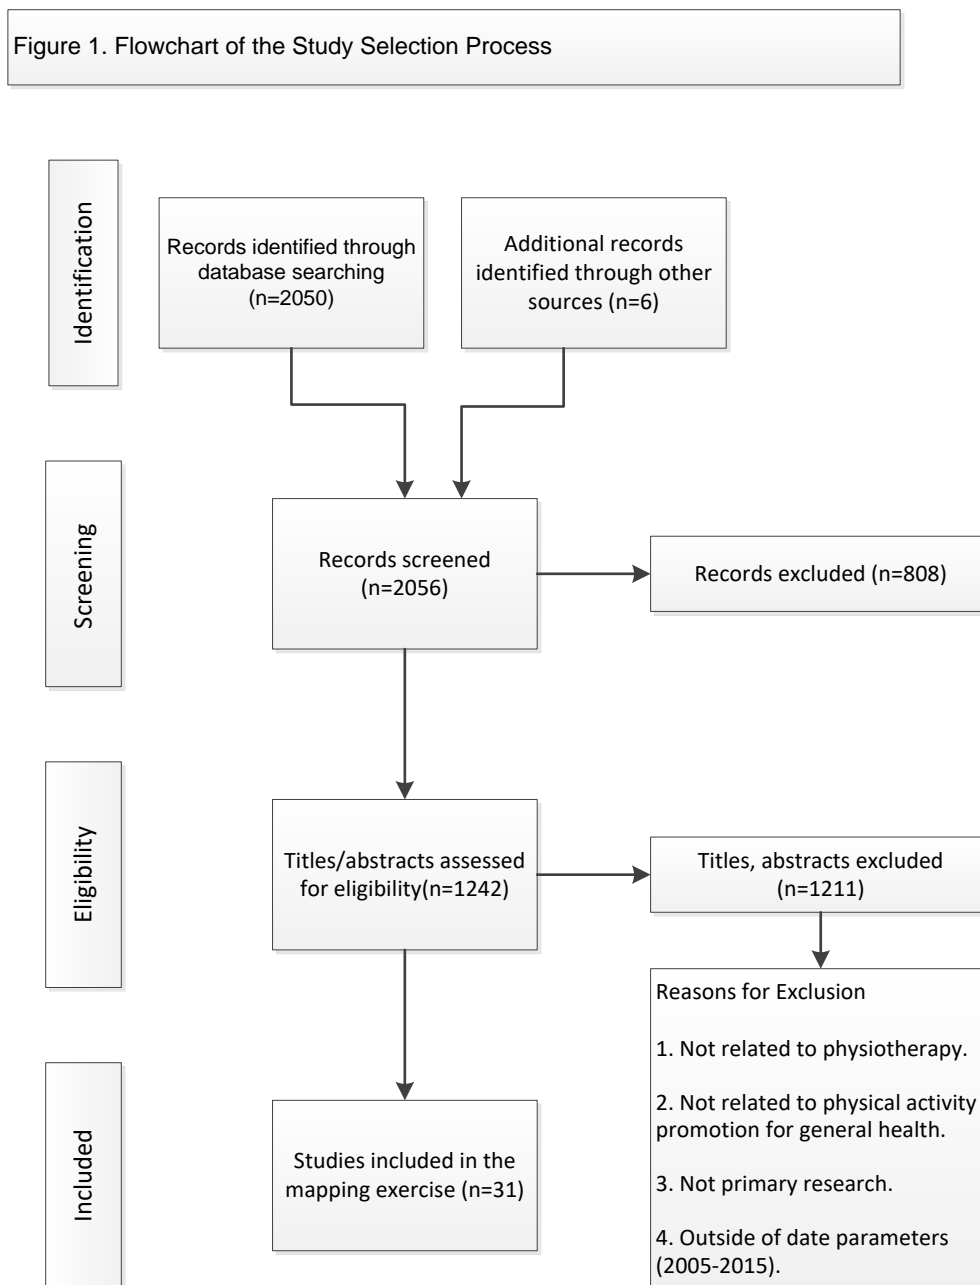 Figure 1. Flowchart of the Study Selection Process
Identification
Records identified through
database searching
(n=2050)
Additional records
identified through other
sources (n=6)
Screening
Records screened
(n=2056)
Records excluded (n=808)
Eligibility
Titles/abstracts assessed
for eligibility(n=1242)
Titles, abstracts excluded
(n=1211)
Reasons for Exclusion
1. Not related to physiotherapy.
2. Not related to physical activity
promotion for general health.
3. Not primary research.
4. Outside of date parameters
(2005-2015).
Included
Studies included in the
mapping exercise (n=31)